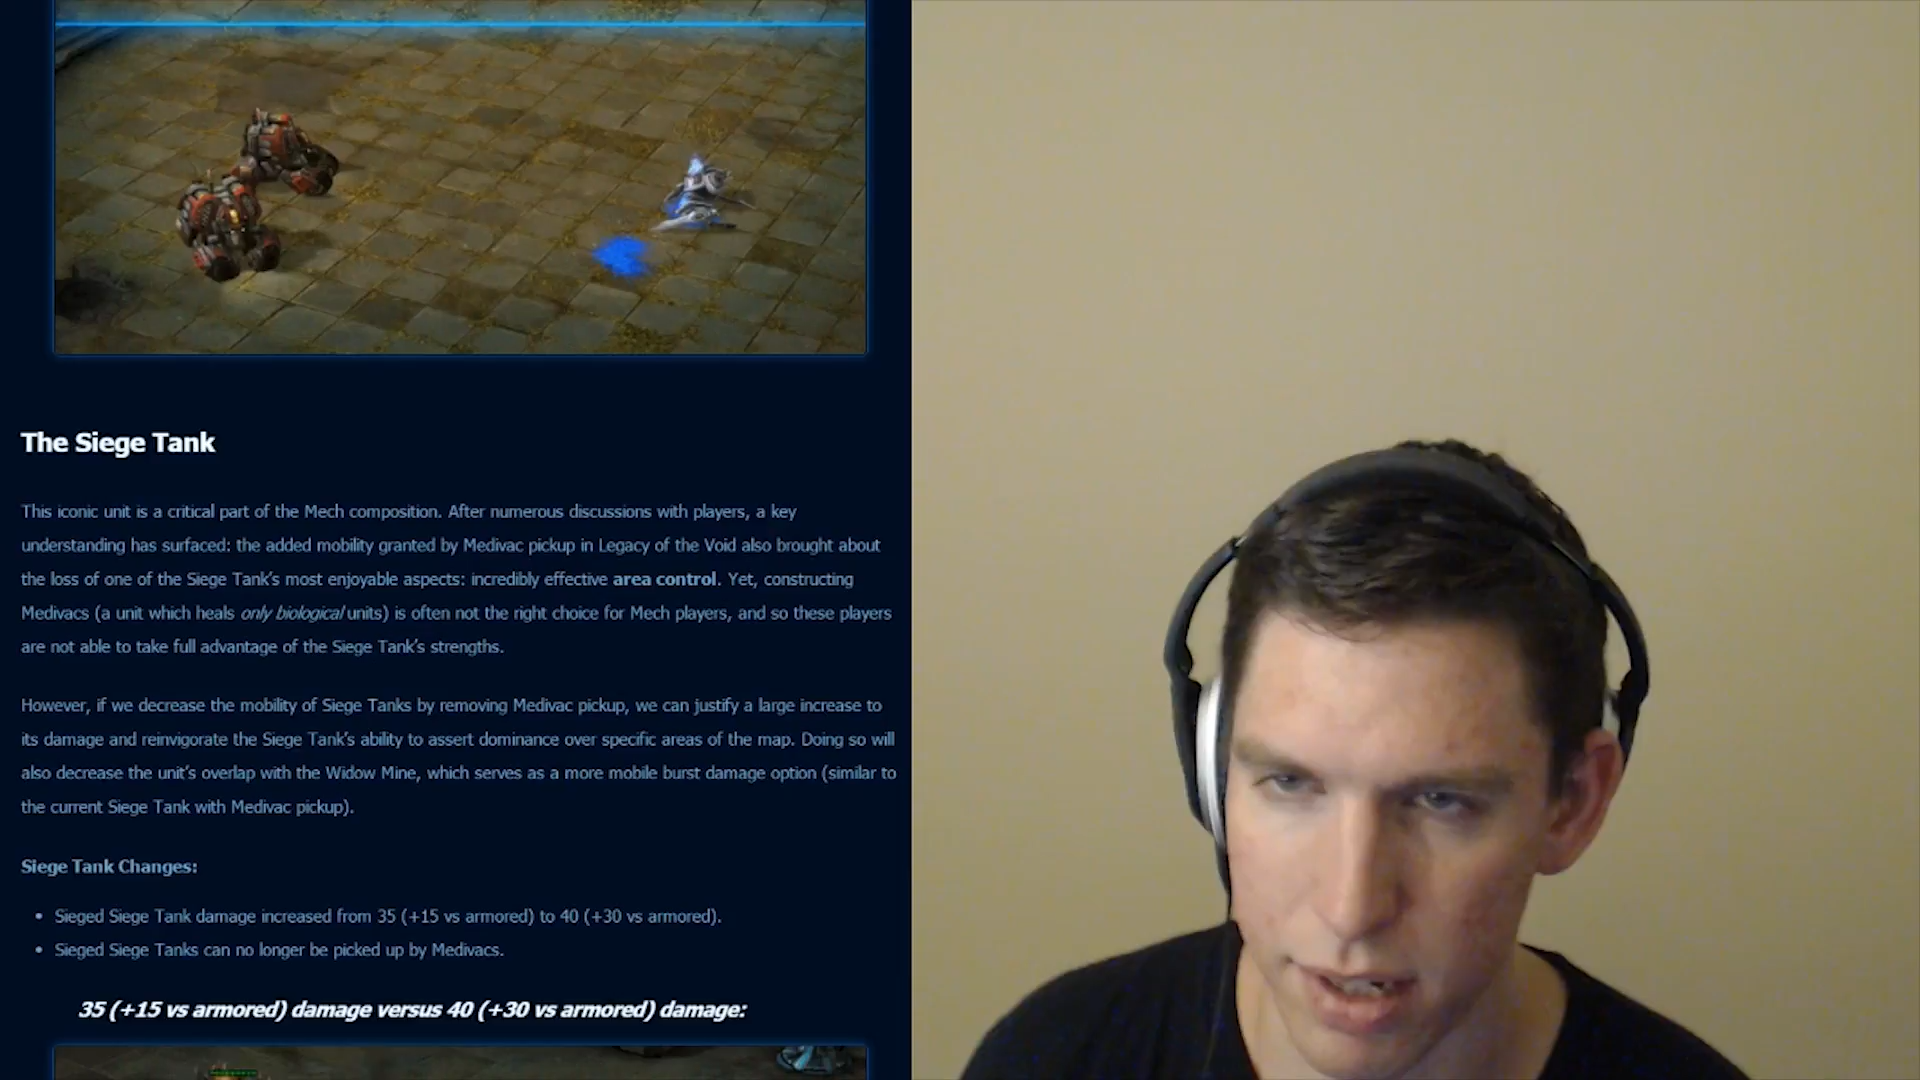 The Siege Tank
This iconic unit is a critical part of the Mech composition. After numerous discussions with players, a key
understanding has surfaced: the added mobility granted by Medivac pickup in Legacy of the Void also brought about
the loss of one of the Siege Tank's most enjoyable aspects: incredibly effective area control. Yet, constructing
Medivacs (a unit which heals only biological units) is often not the right choice for Mech players, and so these players
are not able to take full advantage of the Siege Tank's strengths.
However, if we decrease the mobility of Siege Tanks by removing Medivac pickup, we can justify a large increase to
its damage and reinvigorate the Siege Tank's ability to assert dominance over specific areas of the map. Doing so will
also decrease the unit's overlap with the Widow Mine, which serves as a more mobile burst damage option (similar to
the current Siege Tank with Medivac pickup).
Siege Tank Changes:
• Sieged Siege Tank damage increased from 35 (+15 vs armored) to 40 (+30 vs armored).
• Sieged Siege Tanks can no longer be picked up by Medivacs.
35 (+15 vs armored) damage versus 40 (+30 vs armored) damage: